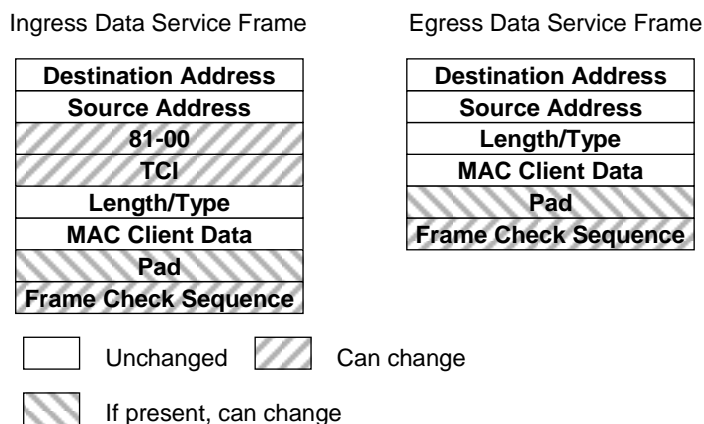 Ingress Data Service Frame
Destination Address
Source Address
81-00
TCI
Length/Type
MAC Client Data
Pad
Frame Check Sequence
Egress Data Service Frame
Destination Address
Source Address
Length/Type
MAC Client Data
Pad
Frame Check Sequence
Unchanged
Can change
If present, can change